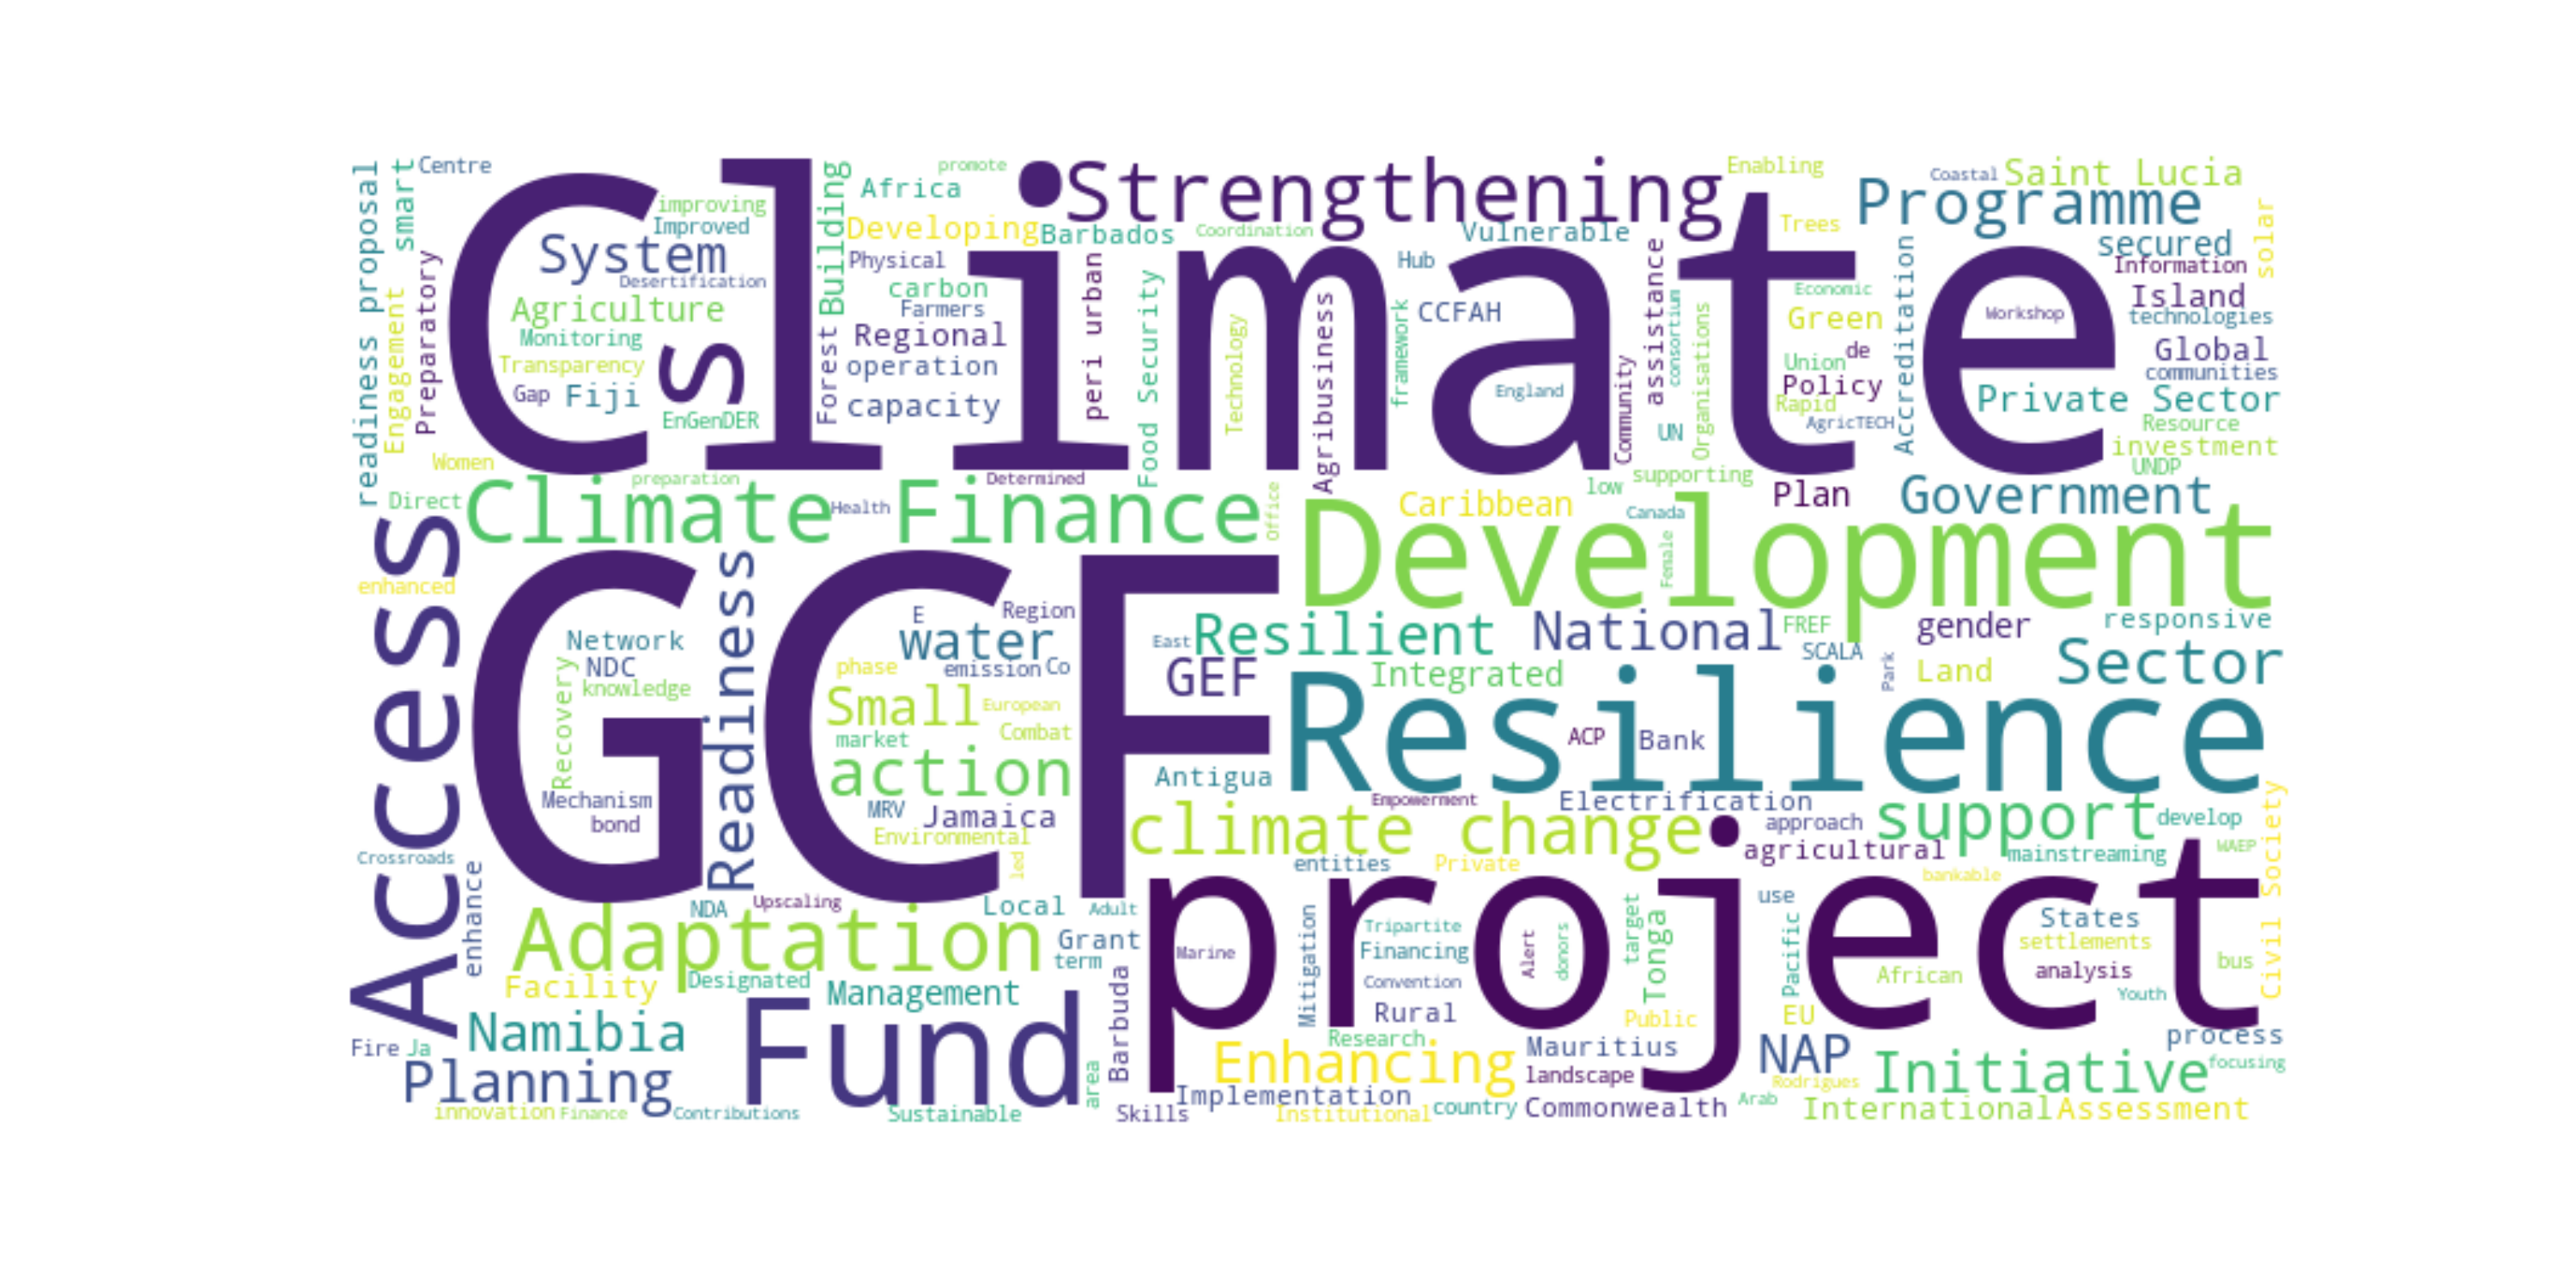 Climate
GCF
project
Development
Resilience
Access
Fund
Strengthening
Climate Finance
Adaptation
climate change
Readiness
Programme
Government
Sector
support
Initiative
Enhancing
Planning
Namibia
NAP
action
Small
water
Resilient
National
GEF
System
s
readiness proposal
smart
Centre
Engagement
Preparatory
improving
Improved
Desertification
Agriculture
Monitoring
Transparency
Gap
Fiji
EnGenDER
Women
Direct
preparation
Health
Determined
Building
Africa
promote
Developing
Barbados
Coordination
Physical
carbon
Farmers
Regional
operation
capacity
Forest
peri urban
Food Security
Technology
Agribusiness
framework
Vulnerable
Hub
CCFAH
England
Community
assistance
consortium
Organisations
UN
supporting
low
Enabling
Trees
Economic
Green
Union
de
Policy
Rapid
AgricTECH
Accreditation
Coastal
Saint Lucia
secured
solar
Information
Island
technologies
Workshop
Global
communities
Private Sector
Resource
investment
UNDP
Plan
Caribbean
Canada
Office
Female
enhanced
Network
NDC
knowledge
Recovery
Mechanism
bond
E
Region
phase
emission
Co
European
market
Combat
MRV
Jamaica
Environmental
led
East
Integrated
FREF
SCALA
gender
Land
Park
responsive
ACP
Bank
Antigua
Empowerment
Electrification
approach
agricultural
develop
mainstreaming
WAEP
Civil Society
Crossroads
enhance
NDA
Upscaling
Local
Adult
Grant
term
Designated
Facility
Management
Barbuda
Marine
entities
Private
Mitigation
Tripartite
Financing
Convention
Rural
Research
Alert
donors
target
Tonga
Public
use
Pacific
EU
bankable
African
States
settlements
analysis
Youth
bus
process
focusing
Fire
Ja
innovation
Finance
Contributions
Sustainable
area
Skills
Implementation
Institutional
country
Mauritius
landscape
Commonwealth
Arab
Rodrigues
International
Assessment